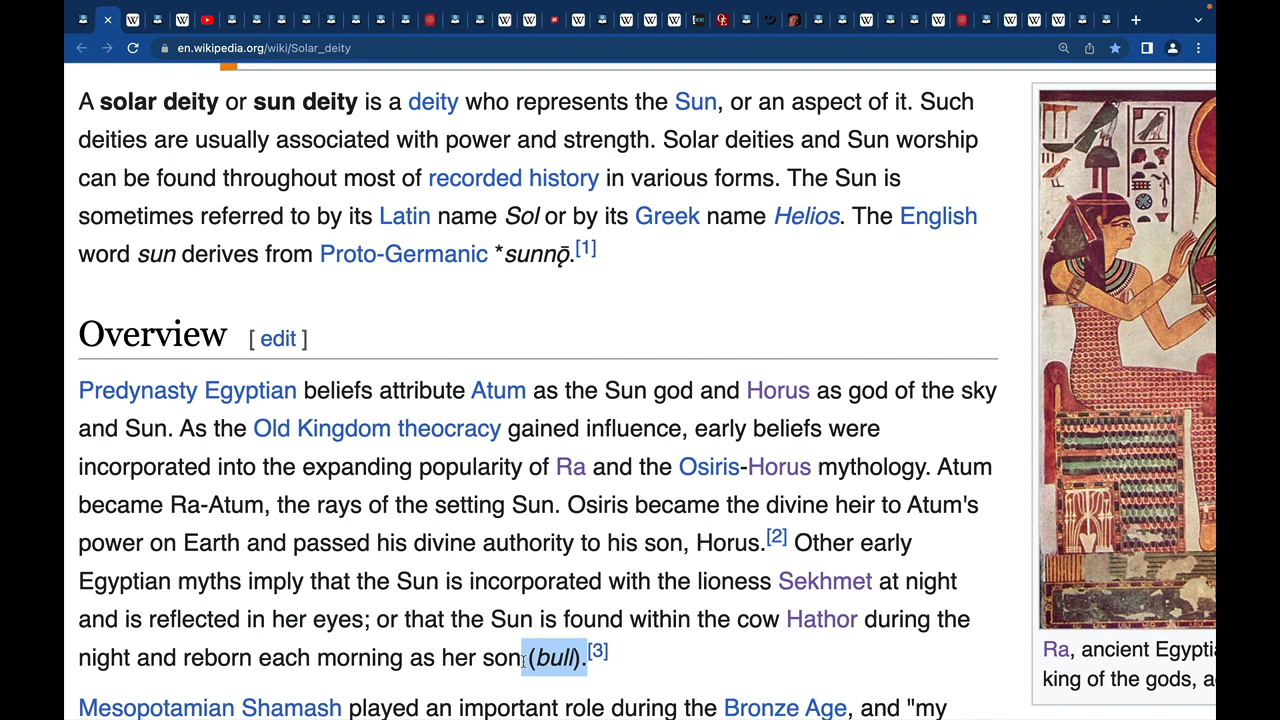 en.wikipedia.org/wiki/Solar_deity
A solar deity or sun deity is a deity who represents the Sun, or an aspect of it. Such
deities are usually associated with power and strength. Solar deities and Sun worship
can be found throughout most of recorded history in various forms. The Sun is
sometimes referred to by its Latin name Sol or by its Greek name Helios. The English
word sun derives from Proto-Germanic *sunnǭ.[1]
Overview [ edit ]
Predynasty Egyptian beliefs attribute Atum as the Sun god and Horus as god of the sky
and Sun. As the Old Kingdom theocracy gained influence, early beliefs were
incorporated into the expanding popularity of Ra and the Osiris-Horus mythology. Atum
became Ra-Atum, the rays of the setting Sun. Osiris became the divine heir to Atum's
power on Earth and passed his divine authority to his son, Horus.[2] Other early
Egyptian myths imply that the Sun is incorporated with the lioness Sekhmet at night
and is reflected in her eyes; or that the Sun is found within the cow Hathor during the
night and reborn each morning as her son (bull).[3]
Mesopotamian Shamash played an important role during the Bronze Age, and "my
Ra, ancient Egypti
king of the gods, a